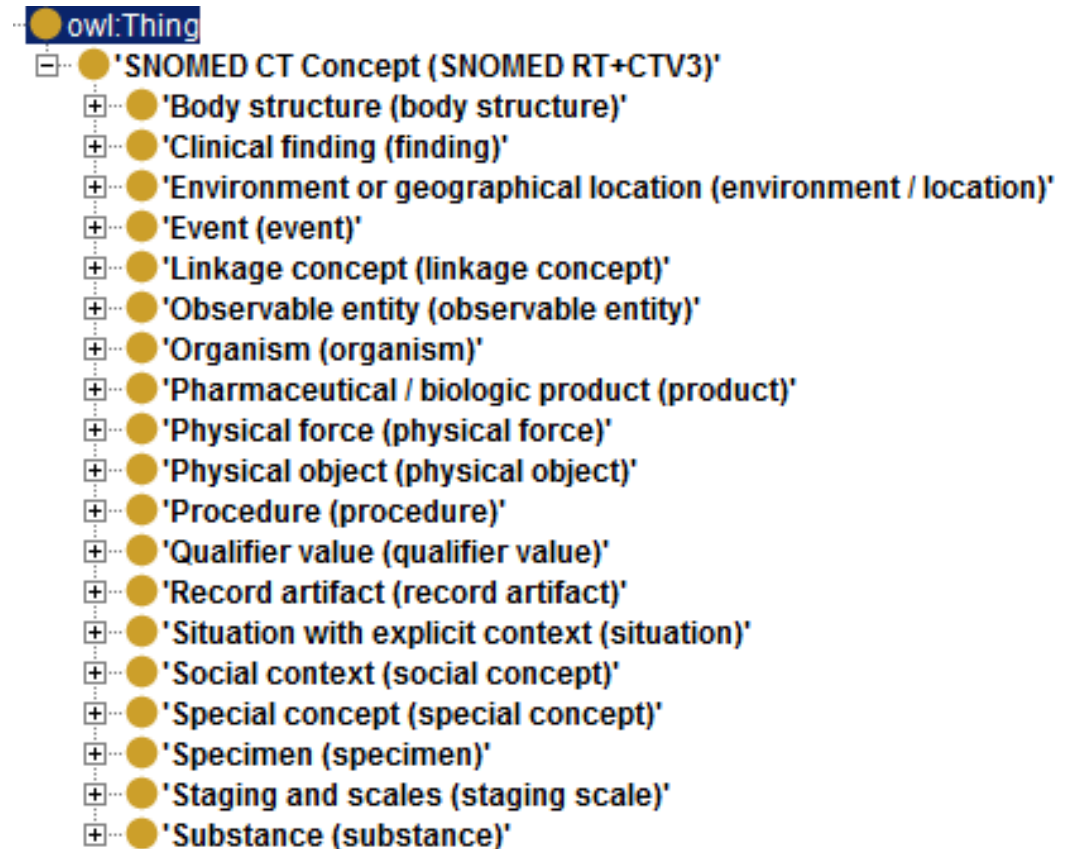 owl:Thing
'SNOMED CT Concept (SNOMED RT+CTV3)'
'Body structure (body structure)'
'Clinical finding (finding)'
'Environment or geographical location (environment / location)'
'Event (event)'
'Linkage concept (linkage concept)'
'Observable entity (observable entity)'
'Organism (organism)'
'Pharmaceutical / biologic product (product)'
'Physical force (physical force)'
'Physical object (physical object)'
'Procedure (procedure)'
'Qualifier value (qualifier value)'
'Record artifact (record artifact)'
'Situation with explicit context (situation)'
'Social context (social concept)'
'Special concept (special concept)'
'Specimen (specimen)'
'Staging and scales (staging scale)'
'Substance (substance)'